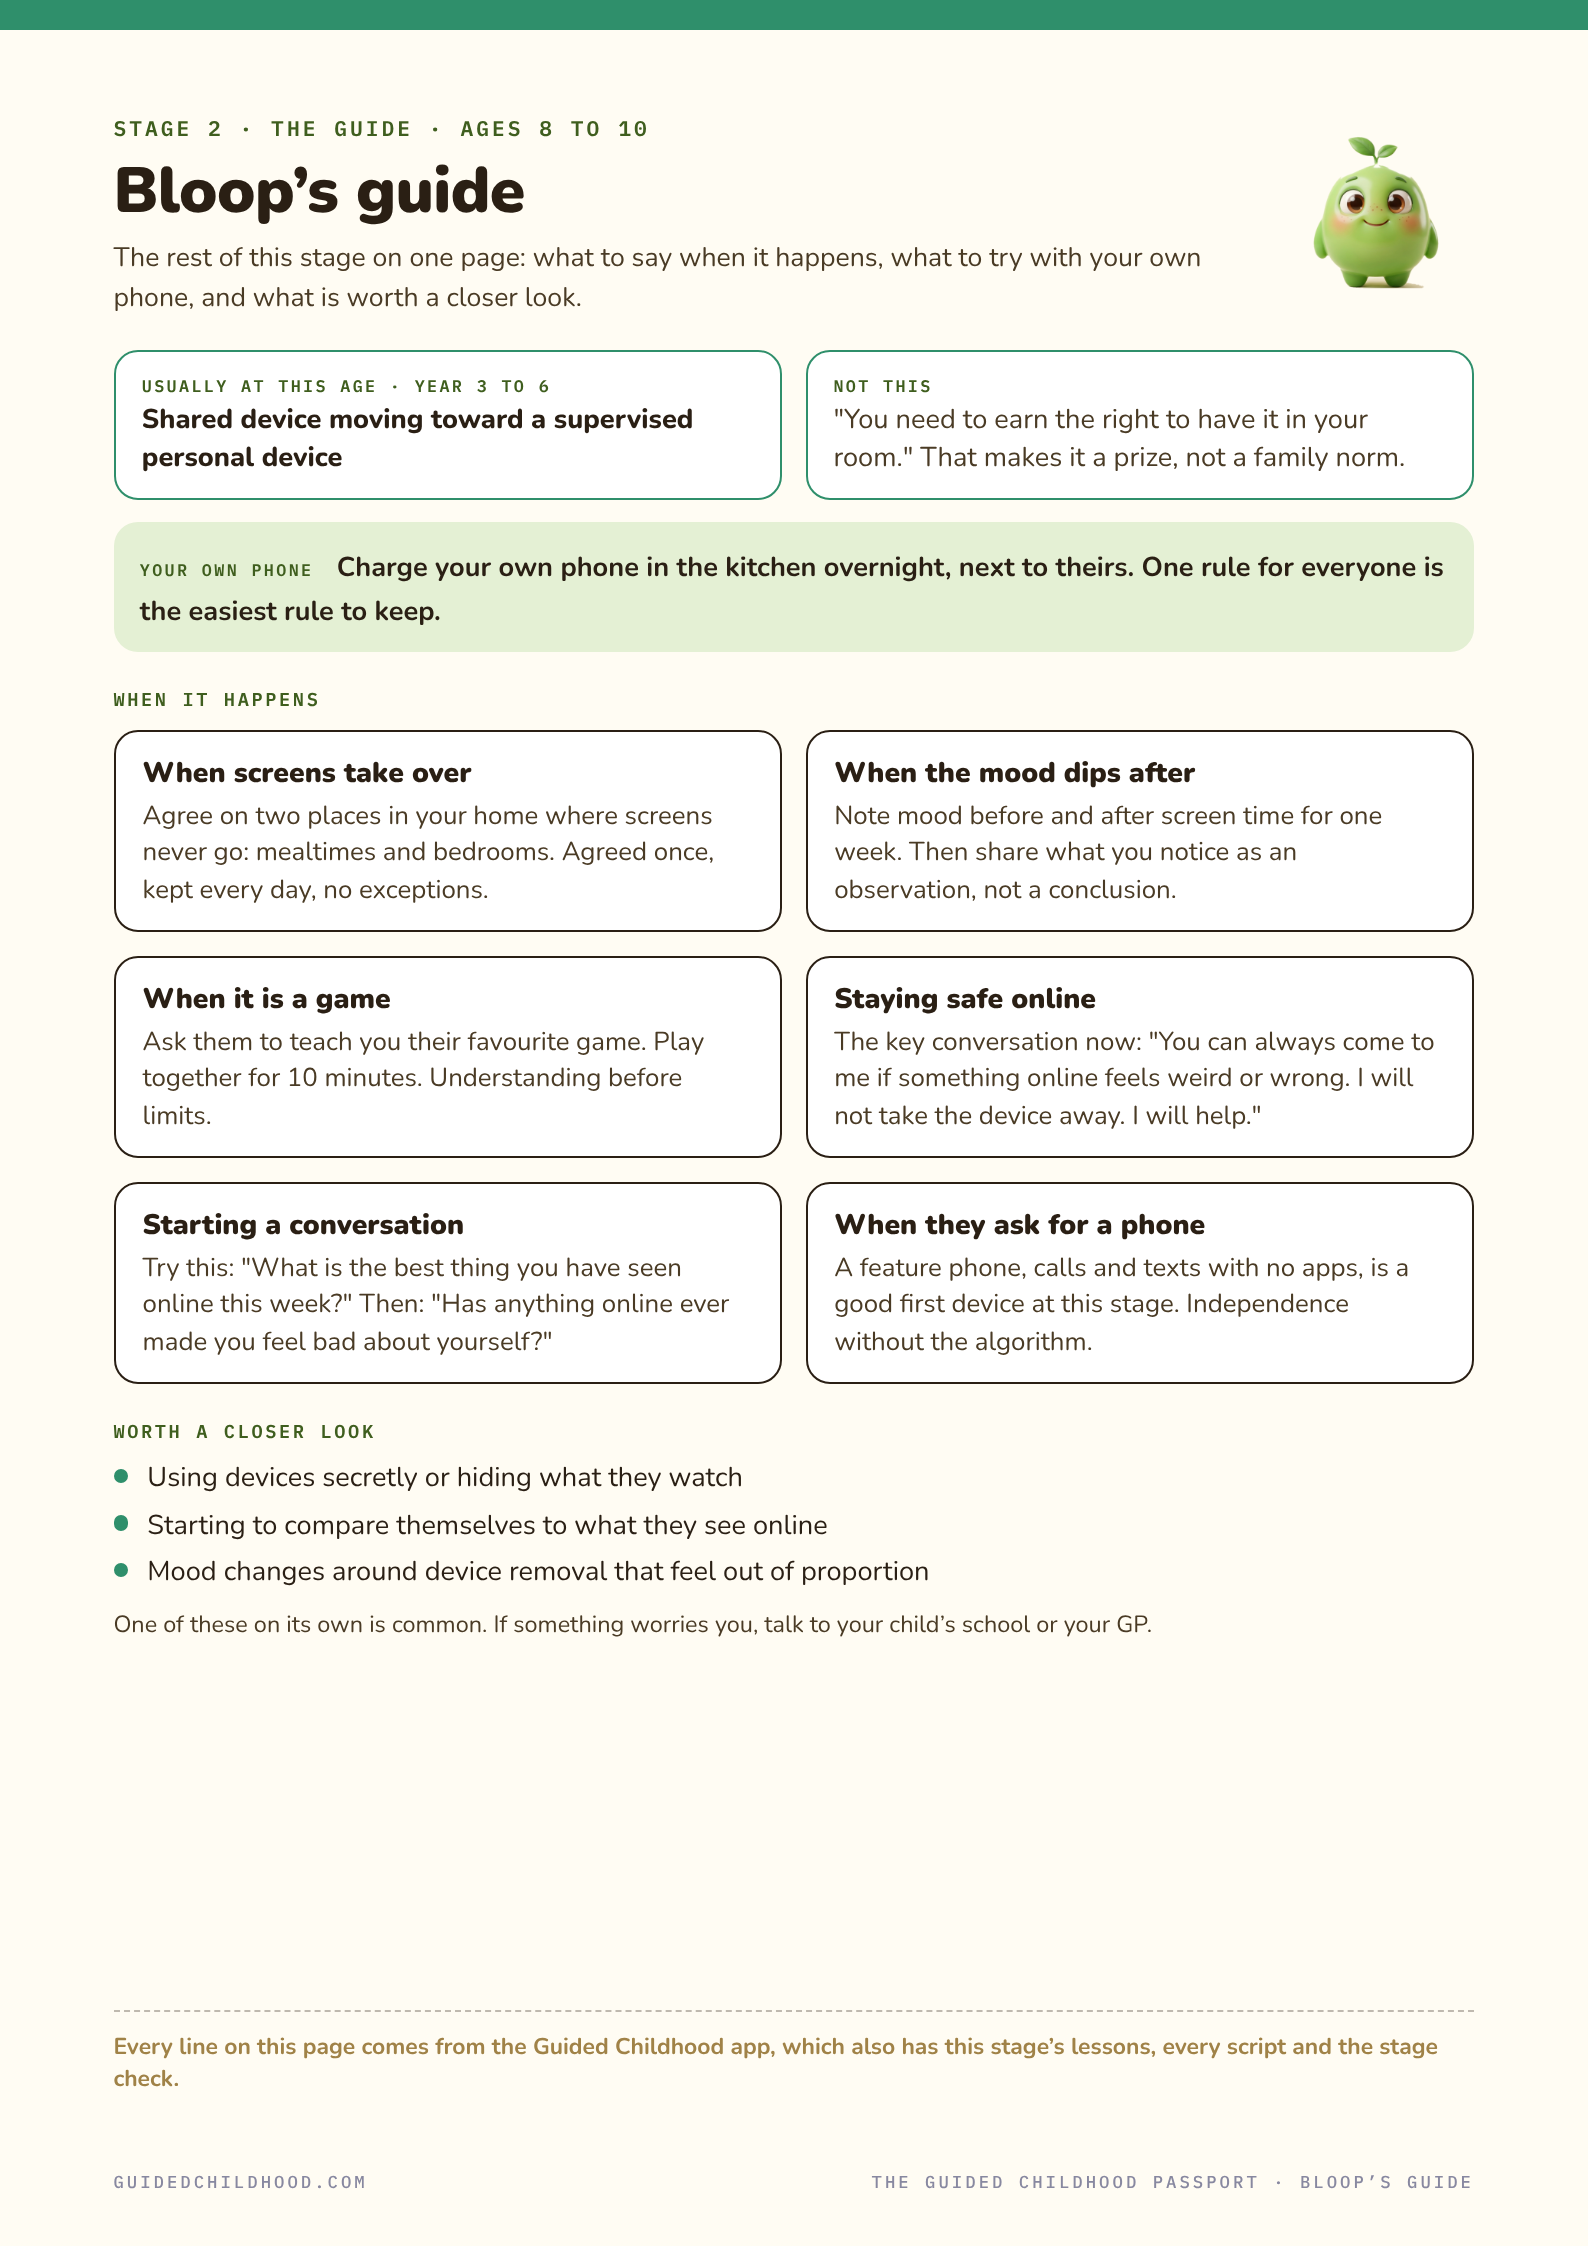 STAGE 2 · THE GUIDE · AGES 8 TO 10
Bloop’s guide
The rest of this stage on one page: what to say when it happens, what to try with your own
phone, and what is worth a closer look.
USUALLY AT THIS AGE · YEAR 3 TO 6
Shared device moving toward a supervised
personal device
NOT THIS
"You need to earn the right to have it in your
room." That makes it a prize, not a family norm.
YOUR OWN PHONE Charge your own phone in the kitchen overnight, next to theirs. One rule for everyone is
the easiest rule to keep.
WHEN IT HAPPENS
When screens take over
Agree on two places in your home where screens
never go: mealtimes and bedrooms. Agreed once,
kept every day, no exceptions.
When the mood dips after
Note mood before and after screen time for one
week. Then share what you notice as an
observation, not a conclusion.
When it is a game
Ask them to teach you their favourite game. Play
together for 10 minutes. Understanding before
limits.
Staying safe online
The key conversation now: "You can always come to
me if something online feels weird or wrong. I will
not take the device away. I will help."
Starting a conversation
Try this: "What is the best thing you have seen
online this week?" Then: "Has anything online ever
made you feel bad about yourself?"
When they ask for a phone
A feature phone, calls and texts with no apps, is a
good first device at this stage. Independence
without the algorithm.
WORTH A CLOSER LOOK
Using devices secretly or hiding what they watch
Starting to compare themselves to what they see online
Mood changes around device removal that feel out of proportion
One of these on its own is common. If something worries you, talk to your child’s school or your GP.
Every line on this page comes from the Guided Childhood app, which also has this stage’s lessons, every script and the stage
check.
GUIDEDCHILDHOOD.COM
THE GUIDED CHILDHOOD PASSPORT · BLOOP’S GUIDE